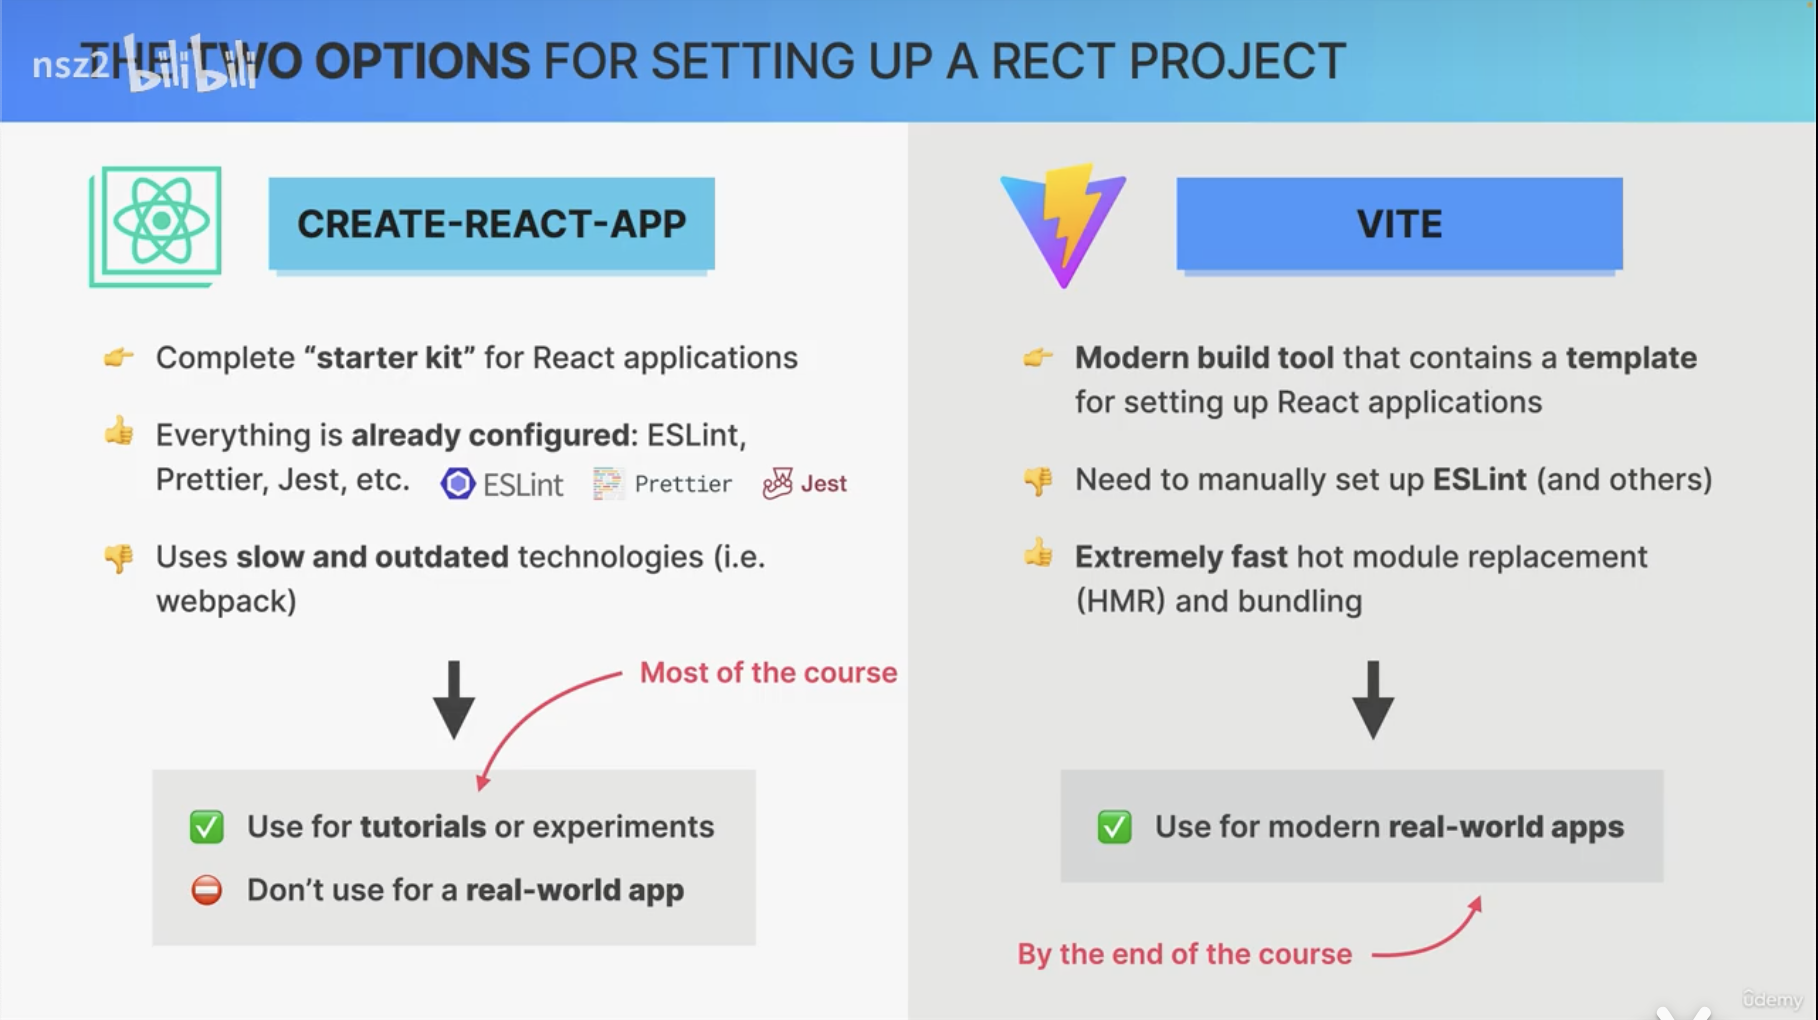 THE TWO OPTIONS FOR SETTING UP A RECT PROJECT
nsz2 bilibili
CREATE-REACT-APP
Complete “starter kit” for React applications
Everything is already configured: ESLint,
Prettier, Jest, etc.
ESLint Prettier Jest
Uses slow and outdated technologies (i.e.
webpack)
Most of the course
Use for tutorials or experiments
Don’t use for a real-world app
VITE
Modern build tool that contains a template
for setting up React applications
Need to manually set up ESLint (and others)
Extremely fast hot module replacement
(HMR) and bundling
Use for modern real-world apps
By the end of the course
ûdemy